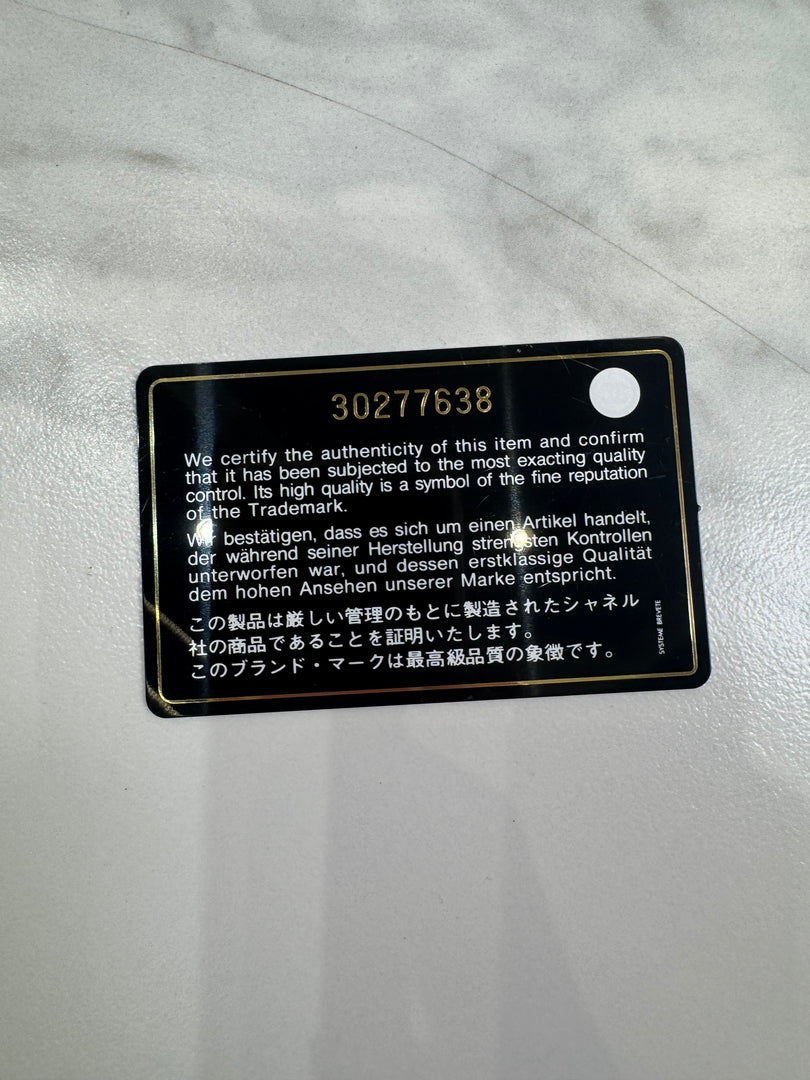 30277638
We certify the authenticity of this item and confirm
that it has been subjected to the most exacting quality
control. Its high quality is a symbol of the fine reputation
of the Trademark.
Wir bestätigen, dass es sich um einen Artikel handelt,
der während seiner Herstellung strengsten Kontrollen
unterworfen war, und dessen erstklassige Qualität
dem hohen Ansehen unserer Marke entspricht.
この製品は厳しい管理のもとに製造されたシャネル
社の商品であることを証明いたします。
このブランド・マークは最高級品質の象徴です。
SYSTEME BREVETE